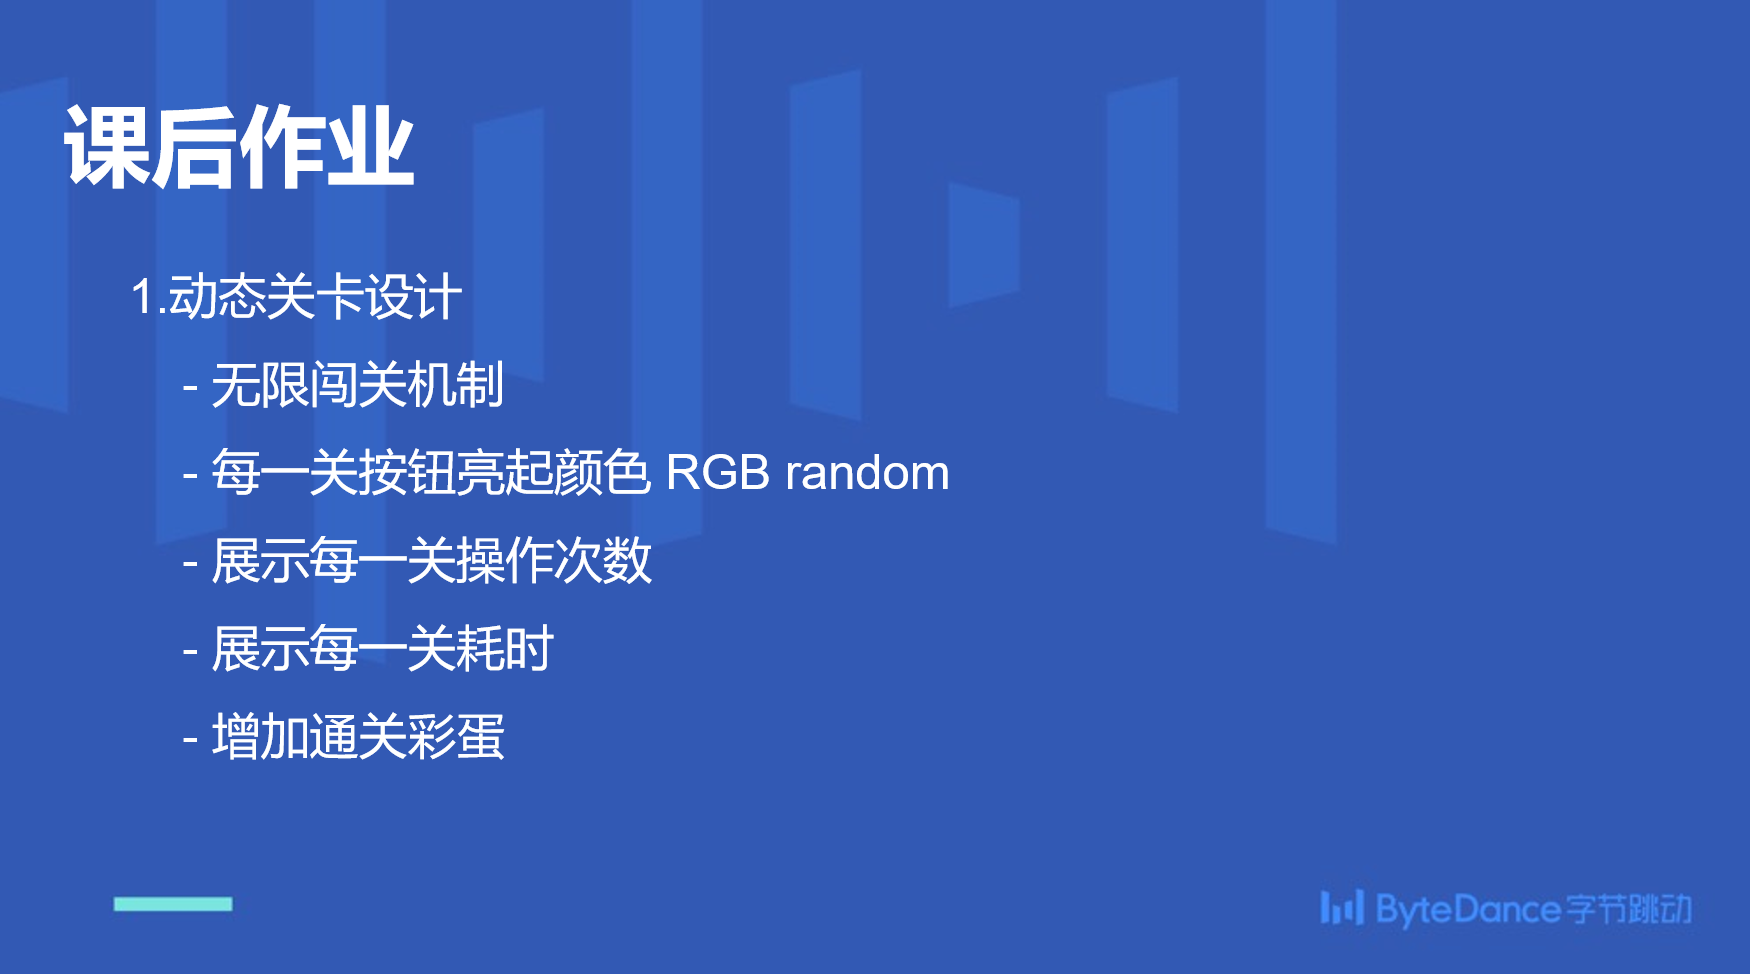 课后作业
1.动态关卡设计
- 无限闯关机制
- 每一关按钮亮起颜色 RGB random
- 展示每一关操作次数
- 展示每一关耗时
- 增加通关彩蛋
ByteDance字节跳动